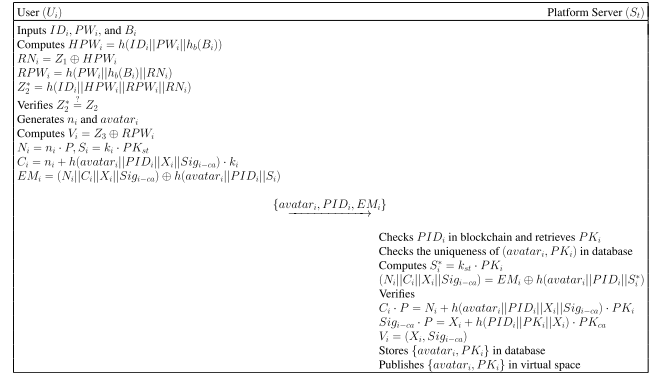 User (U_i) Platform Server (S_t)
Inputs ID_i, PW_i, and B_i
Computes HPW_i = h(ID_i||PW_i||h_b(B_i))
RN_i = Z_1 ⊕ HPW_i
RPW_i = h(PW_i||h_b(B_i)||RN_i)
Z_2^* = h(ID_i||HPW_i||RPW_i||RN_i)
Verifies Z_2^* ≟ Z_2
Generates n_i and avatar_i
Computes V_i = Z_3 ⊕ RPW_i
N_i = n_i · P, S_i = k_i · PK_{st}
C_i = n_i + h(avatar_i||PID_i||X_i||Sig_{i-ca}) · k_i
EM_i = (N_i||C_i||X_i||Sig_{i-ca}) ⊕ h(avatar_i||PID_i||S_i)
{avatar_i, PID_i, EM_i}
Checks PID_i in blockchain and retrieves PK_i
Checks the uniqueness of (avatar_i, PK_i) in database
Computes S_i^* = k_{st} · PK_i
(N_i||C_i||X_i||Sig_{i-ca}) = EM_i ⊕ h(avatar_i||PID_i||S_i^*)
Verifies
C_i · P = N_i + h(avatar_i||PID_i||X_i||Sig_{i-ca}) · PK_i
Sig_{i-ca} · P = X_i + h(PID_i||PK_i||X_i) · PK_{ca}
V_i = (X_i, Sig_{i-ca})
Stores {avatar_i, PK_i} in database
Publishes {avatar_i, PK_i} in virtual space